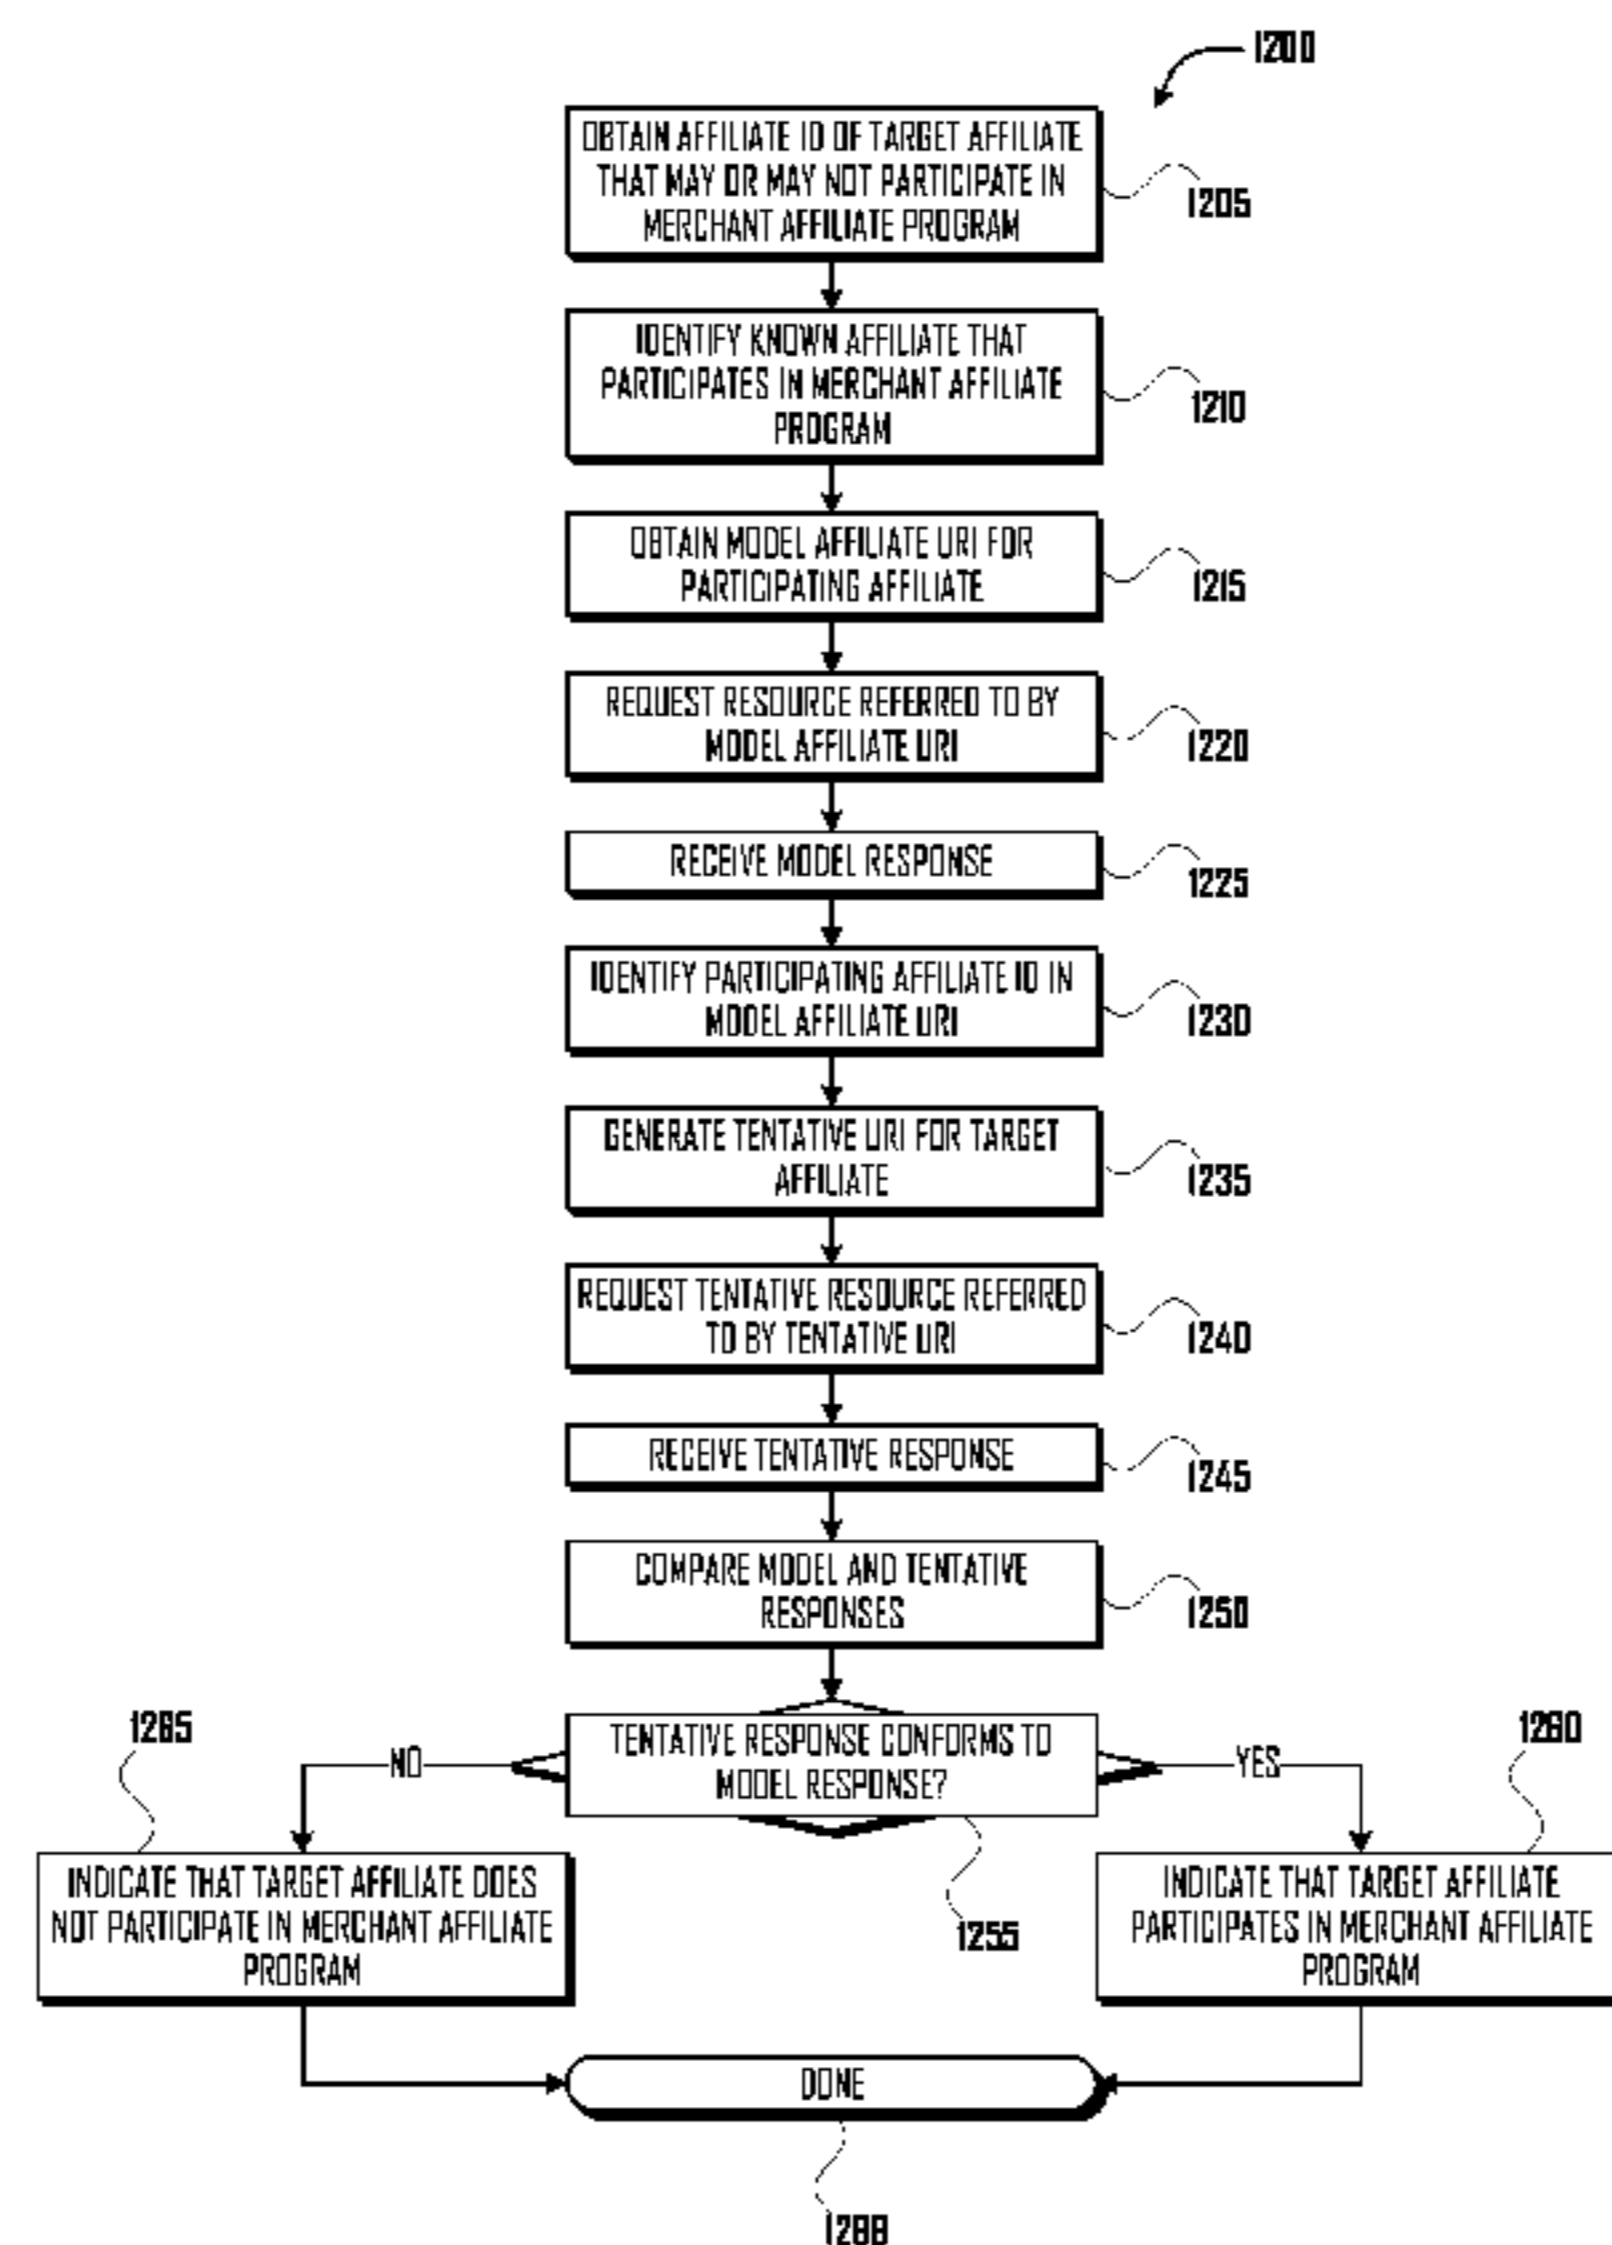 1200
OBTAIN AFFILIATE ID OF TARGET AFFILIATE
THAT MAY OR MAY NOT PARTICIPATE IN
MERCHANT AFFILIATE PROGRAM
1205
IDENTIFY KNOWN AFFILIATE THAT
PARTICIPATES IN MERCHANT AFFILIATE
PROGRAM
1210
OBTAIN MODEL AFFILIATE URI FOR
PARTICIPATING AFFILIATE
1215
REQUEST RESOURCE REFERRED TO BY
MODEL AFFILIATE URI
1220
RECEIVE MODEL RESPONSE
1225
IDENTIFY PARTICIPATING AFFILIATE ID IN
MODEL AFFILIATE URI
1230
GENERATE TENTATIVE URI FOR TARGET
AFFILIATE
1235
REQUEST TENTATIVE RESOURCE REFERRED
TO BY TENTATIVE URI
1240
RECEIVE TENTATIVE RESPONSE
1245
COMPARE MODEL AND TENTATIVE
RESPONSES
1250
TENTATIVE RESPONSE CONFORMS TO
MODEL RESPONSE?
1255
NO
YES
1265
1260
INDICATE THAT TARGET AFFILIATE DOES
NOT PARTICIPATE IN MERCHANT AFFILIATE
PROGRAM
INDICATE THAT TARGET AFFILIATE
PARTICIPATES IN MERCHANT AFFILIATE
PROGRAM
DONE
1288